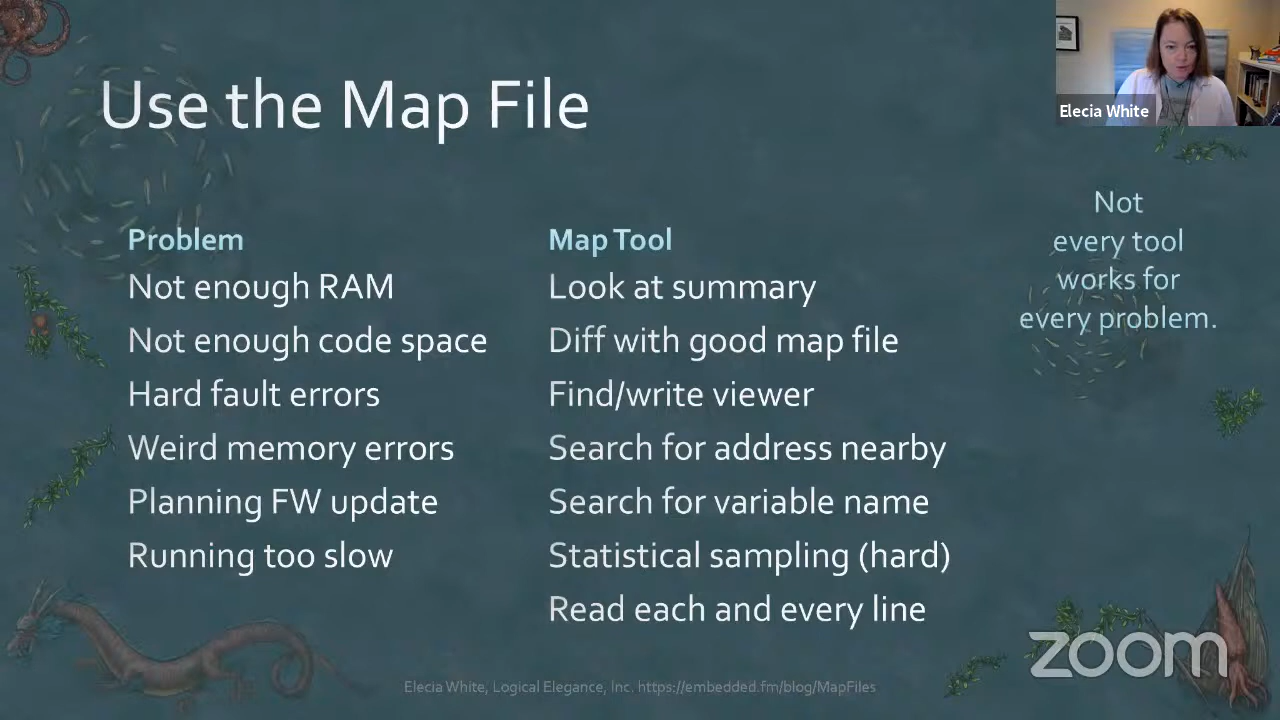 Use the Map File
Elecia White
Not
every tool
works for
every problem.
Problem
Not enough RAM
Not enough code space
Hard fault errors
Weird memory errors
Planning FW update
Running too slow
Map Tool
Look at summary
Diff with good map file
Find/write viewer
Search for address nearby
Search for variable name
Statistical sampling (hard)
Read each and every line
zoom
Elecia White, Logical Elegance, Inc. https://embedded.fm/blog/MapFiles